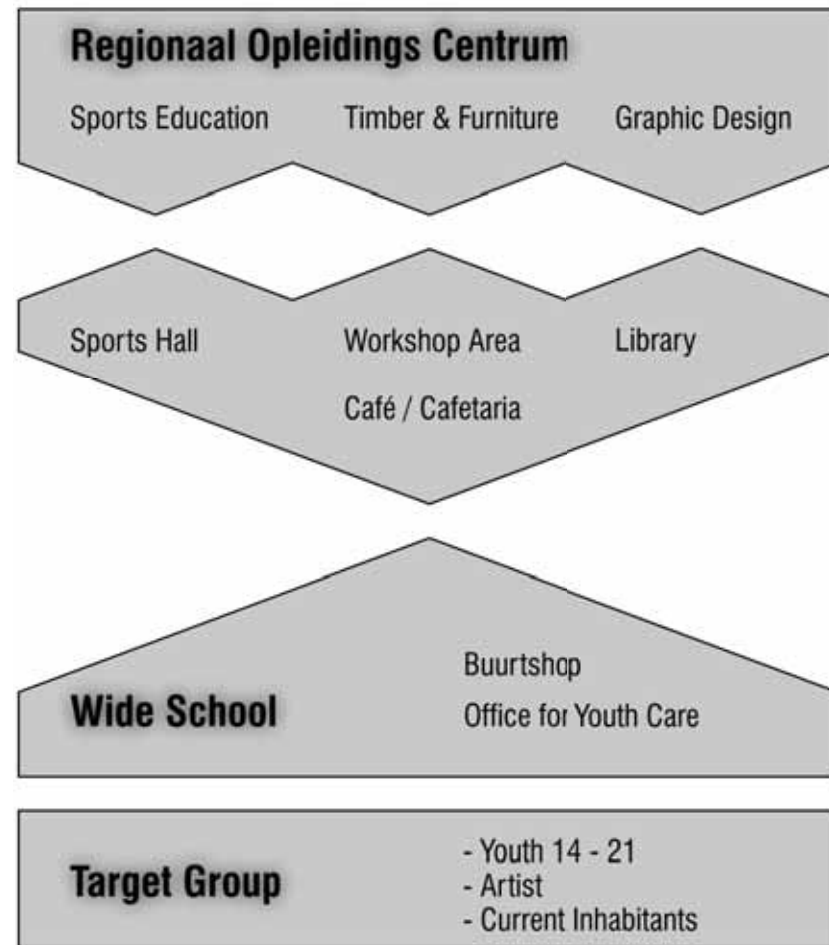 Regionaal Opleidings Centrum
Sports Education Timber & Furniture Graphic Design
Sports Hall Workshop Area Library
Café / Cafetaria
Buurtshop
Wide School Office for Youth Care
Target Group
- Youth 14 - 21
- Artist
- Current Inhabitants